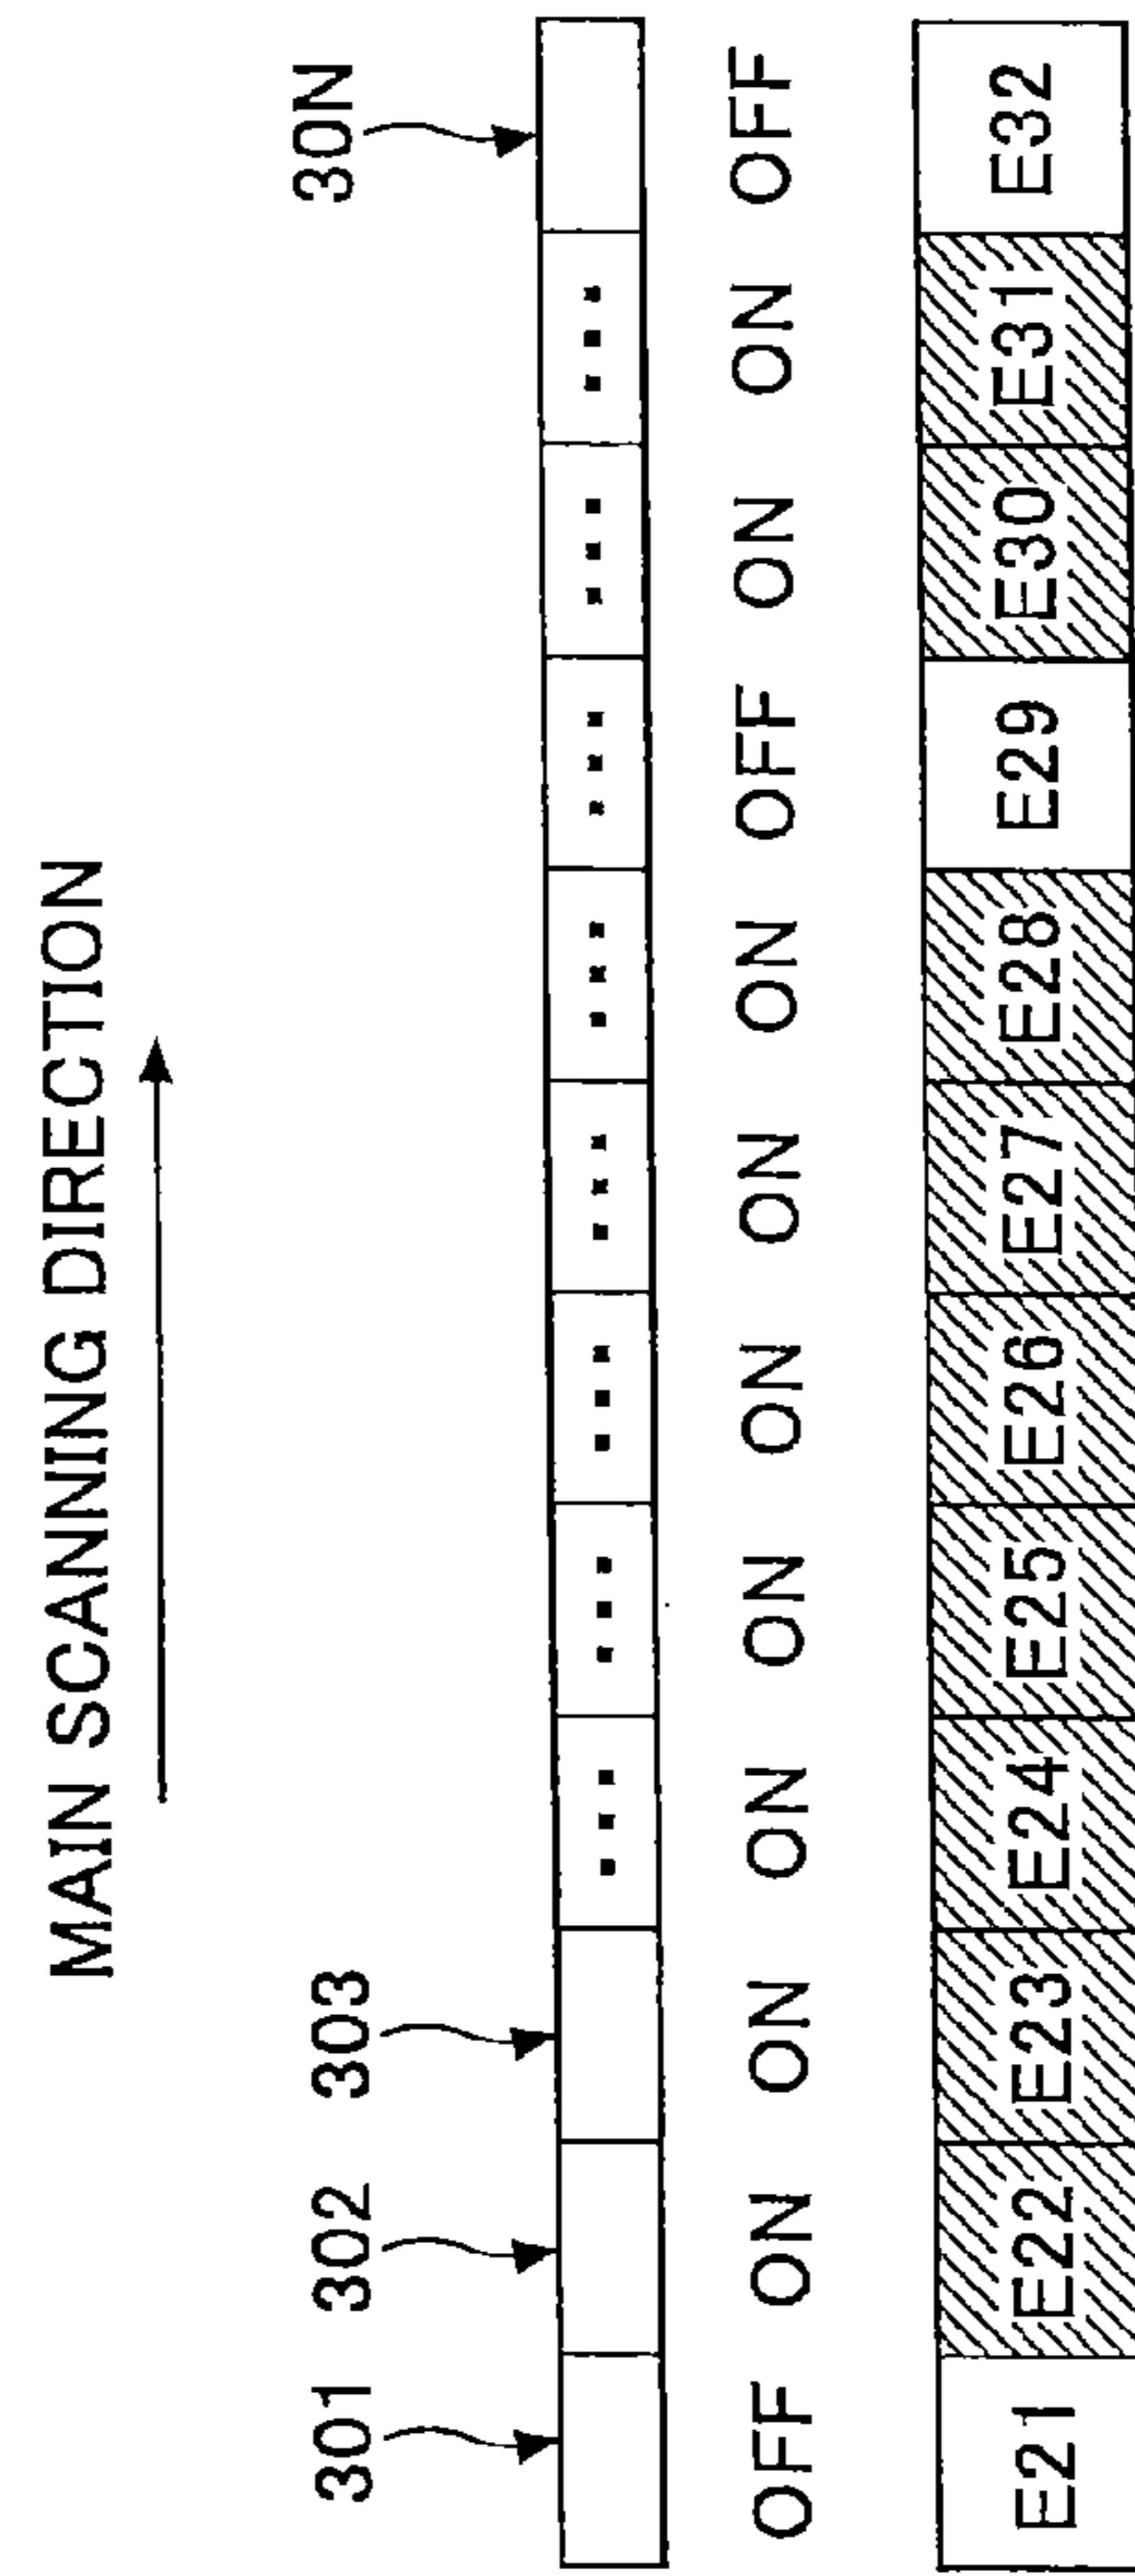 MAIN SCANNING DIRECTION
301 302 303 30N
OFF ON ON ON ON ON ON ON OFF ON ON OFF
E21 E22 E23 E24 E25 E26 E27 E28 E29 E30 E31 E32